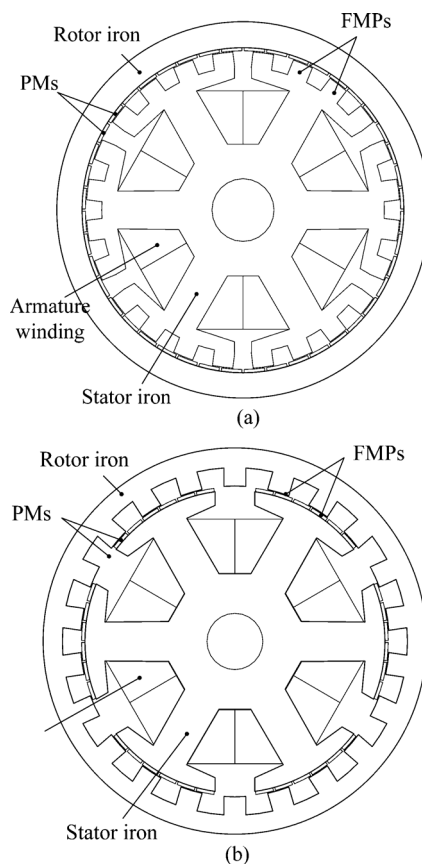 Rotor iron
FMPs
PMs
Armature
winding
Stator iron
(a)
Rotor iron
FMPs
PMs
Stator iron
(b)